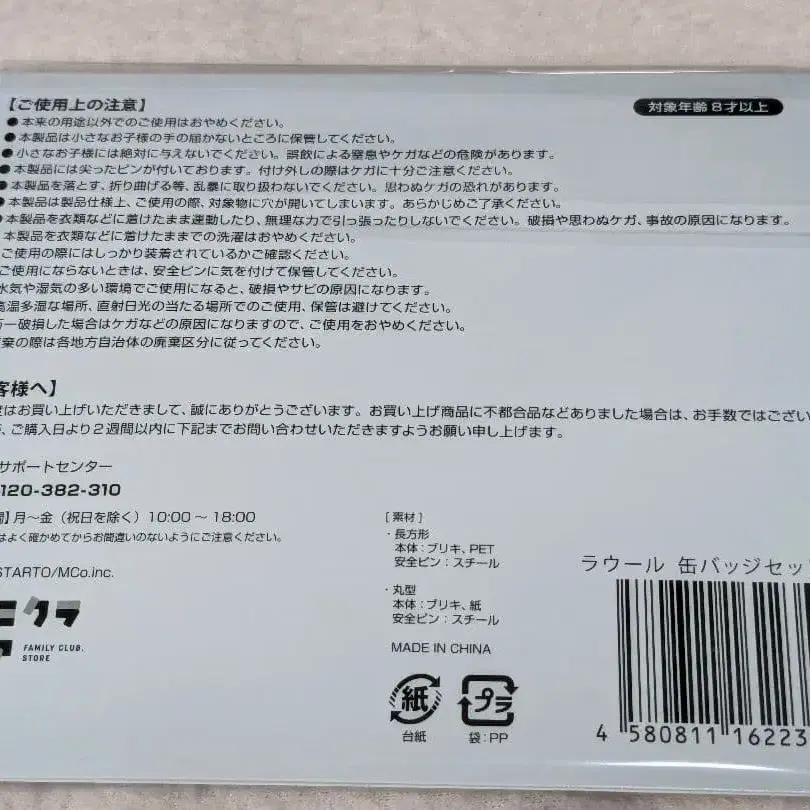 【ご使用上の注意】
対象年齢8才以上
●本来の用途以外でのご使用はおやめください。
●本製品は小さなお子様の手の届かないところに保管してください。
●小さなお子様には絶対に与えないでください。誤飲による窒息やケガなどの危険があります。
●本製品には尖ったピンが付いております。付け外しの際はケガに十分ご注意ください。
●本製品を落とす、折り曲げる等、乱暴に取り扱わないでください。思わぬケガの恐れがあります。
●本製品は製品仕様上、ご使用の際、対象物に穴が開いてしまいます。あらかじめご了承ください。
●本製品を衣類などに着けたまま運動したり、無理な力で引っ張ったりしないでください。破損や思わぬケガ、事故の原因になります。
本製品を衣類などに着けたままでの洗濯はおやめください。
ご使用の際にはしっかり装着されているかご確認ください。
ご使用にならないときは、安全ピンに気を付けて保管してください。
水気や湿気の多い環境でご使用になると、破損やサビの原因になります。
高温多湿な場所、直射日光の当たる場所でのご使用、保管は避けてください。
一破損した場合はケガなどの原因になりますので、ご使用をおやめください。
棄の際は各地方自治体の廃棄区分に従ってください。
客様へ】
度はお買い上げいただきまして、誠にありがとうございます。お買い上げ商品に不都合品などありました場合は、お手数ではござい
、ご購入日より2週間以内に下記までお問い合わせいただきますようお願い申し上げます。
サポートセンター
120-382-310
間】月〜金（祝日を除く）10:00〜18:00
はよく確かめてからお間違いのないようにご注意ください。
STARTO/MCo.inc.
クラ
FAMILY CLUB.
STORE
[素材]
・長方形
本体：ブリキ、PET
安全ピン：スチール
・丸型
本体：ブリキ、紙
安全ピン：スチール
MADE IN CHINA
紙
台紙
プラ
袋：PP
ラウール 缶バッジセッ
4 580811 16223